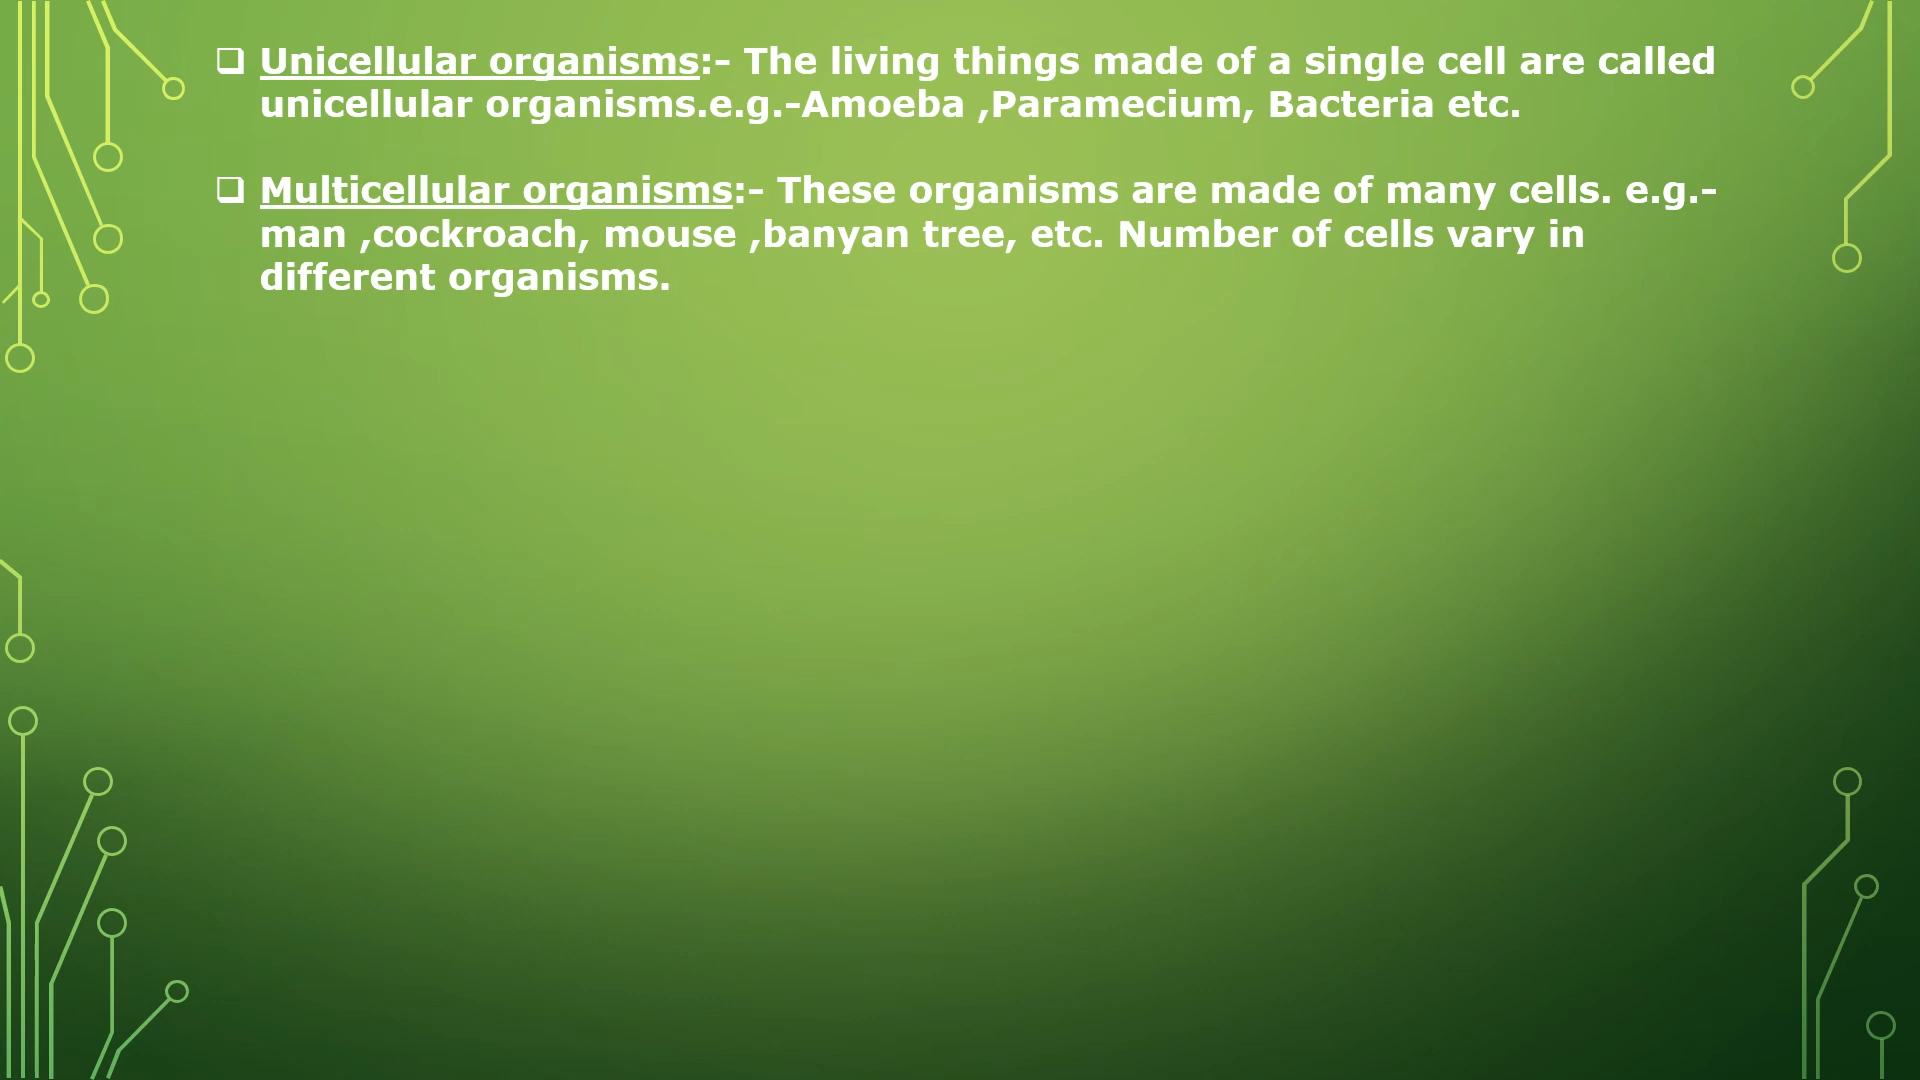 ❑ Unicellular organisms:- The living things made of a single cell are called
unicellular organisms.e.g.-Amoeba ,Paramecium, Bacteria etc.
❑ Multicellular organisms:- These organisms are made of many cells. e.g.-
man ,cockroach, mouse ,banyan tree, etc. Number of cells vary in
different organisms.